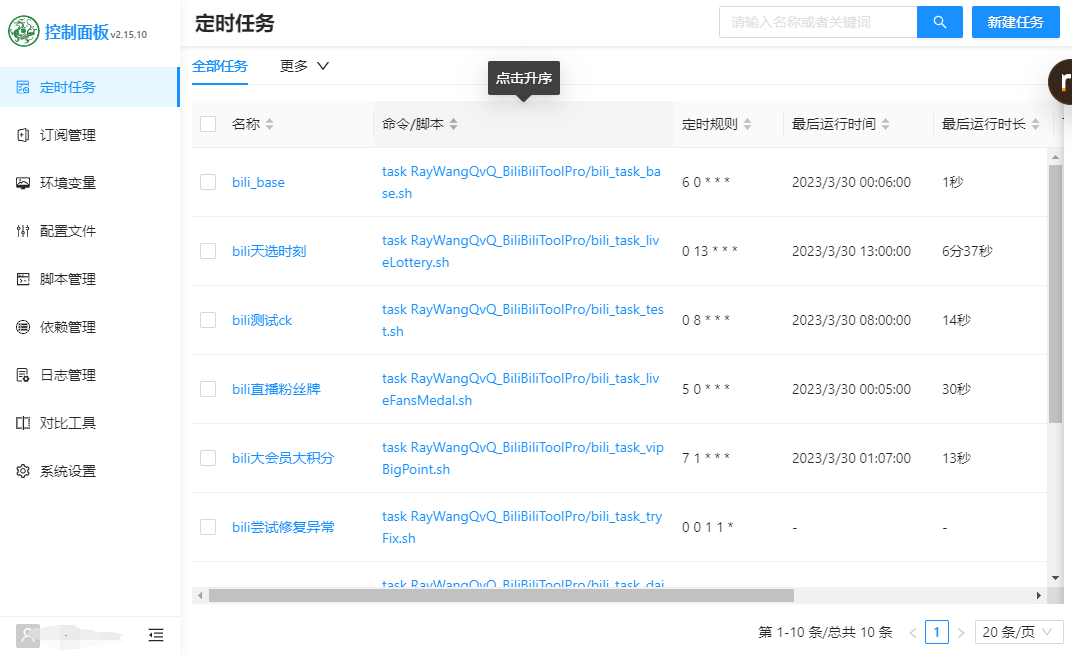 控制面板 v2.15.10
定时任务
订阅管理
环境变量
配置文件
脚本管理
依赖管理
日志管理
对比工具
系统设置
定时任务
请输入名称或者关键词
新建任务
全部任务 更多
点击升序
名称 命令/脚本 定时规则 最后运行时间 最后运行时长
bili_base task RayWangQvQ_BiliBiliToolPro/bili_task_ba 6 0 * * * 2023/3/30 00:06:00 1秒
se.sh
bili天选时刻 task RayWangQvQ_BiliBiliToolPro/bili_task_liv 0 13 * * * 2023/3/30 13:00:00 6分37秒
eLottery.sh
bili测试ck task RayWangQvQ_BiliBiliToolPro/bili_task_tes 0 8 * * * 2023/3/30 08:00:00 14秒
t.sh
bili直播粉丝牌 task RayWangQvQ_BiliBiliToolPro/bili_task_liv 5 0 * * * 2023/3/30 00:05:00 30秒
eFansMedal.sh
bili大会员大积分 task RayWangQvQ_BiliBiliToolPro/bili_task_vip 7 1 * * * 2023/3/30 01:07:00 13秒
BigPoint.sh
bili尝试修复异常 task RayWangQvQ_BiliBiliToolPro/bili_task_try 0 0 1 1 * - -
Fix.sh
task RayWangQvQ_BiliBiliToolPro/bili_task_dai
第 1-10 条/总共 10 条 < 1 > 20 条/页